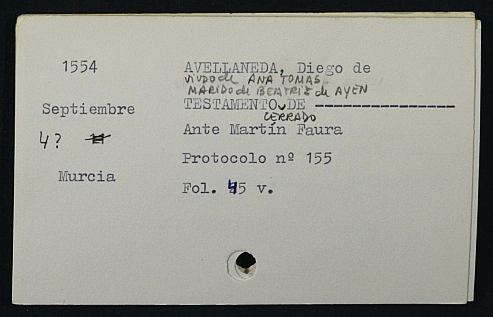 1554
AVELLANEDA, Diego de
viudo de ANA TOMAS
MARIDO de BEATRIZ de AYEN
Septiembre
TESTAMENTO DE ----------------
CERRADO
4?
Ante Martín Faura
Protocolo nº 155
Murcia
Fol. 45 v.